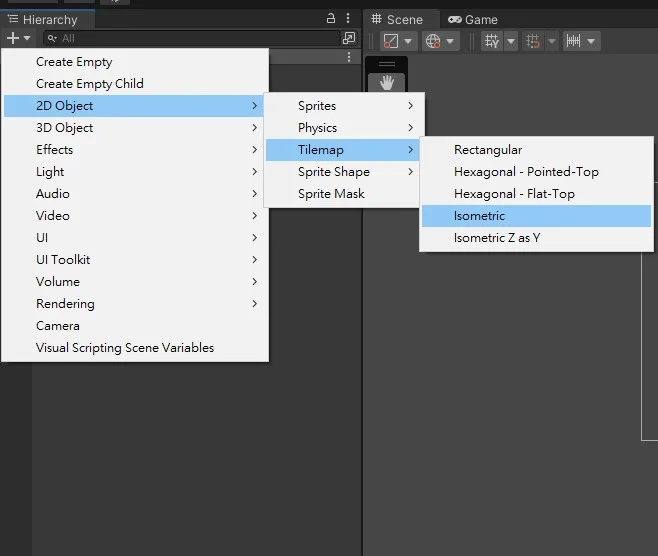 Hierarchy
Scene
Game
All
Create Empty
Create Empty Child
2D Object
3D Object
Effects
Light
Audio
Video
UI
UI Toolkit
Volume
Rendering
Camera
Visual Scripting Scene Variables
Sprites
Physics
Tilemap
Sprite Shape
Sprite Mask
Rectangular
Hexagonal - Pointed-Top
Hexagonal - Flat-Top
Isometric
Isometric Z as Y